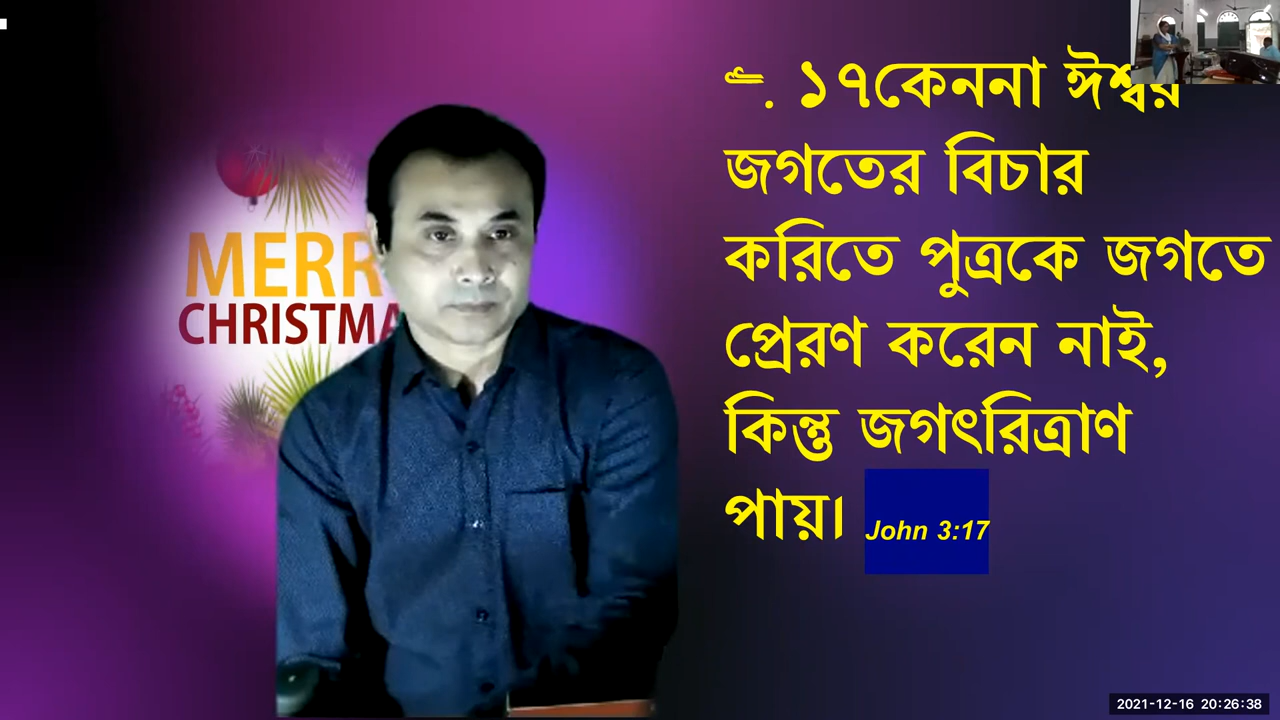 MERR
CHRISTMA
১৭কেননা ঈশ্বর
জগতের বিচার
করিতে পুত্রকে জগতে
প্রেরণ করেন নাই,
কিন্তু জগৎরিত্রাণ
পায়। John 3:17
2021-12-16 20:26:38